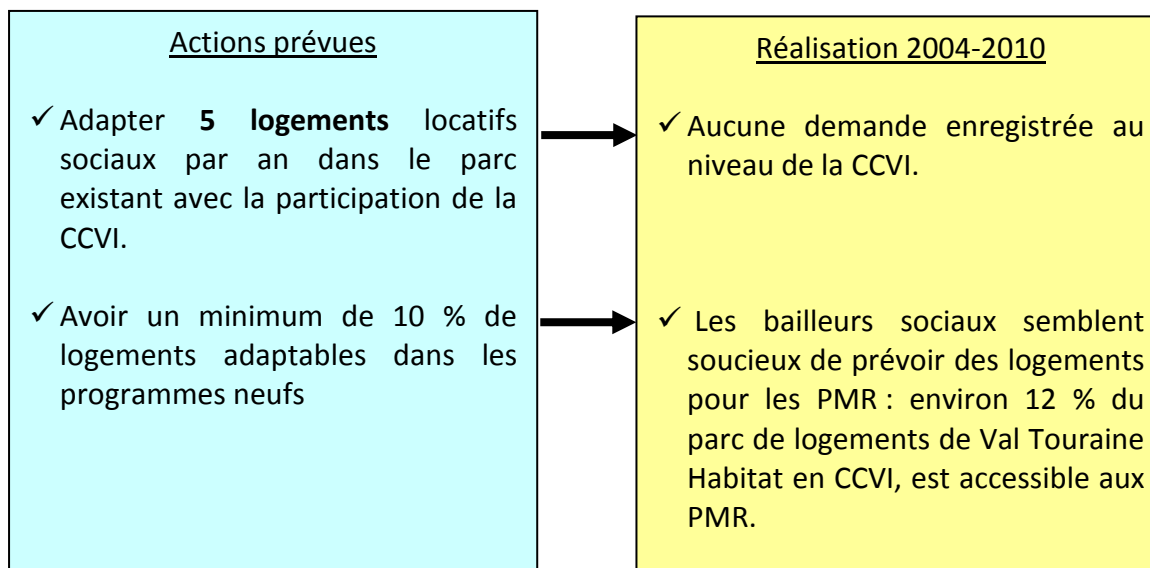 Actions prévues
✓ Adapter 5 logements locatifs
sociaux par an dans le parc
existant avec la participation de la
CCVI.
✓ Avoir un minimum de 10 % de
logements adaptables dans les
programmes neufs
Réalisation 2004-2010
✓ Aucune demande enregistrée au
niveau de la CCVI.
✓ Les bailleurs sociaux semblent
soucieux de prévoir des logements
pour les PMR : environ 12 % du
parc de logements de Val Touraine
Habitat en CCVI, est accessible aux
PMR.